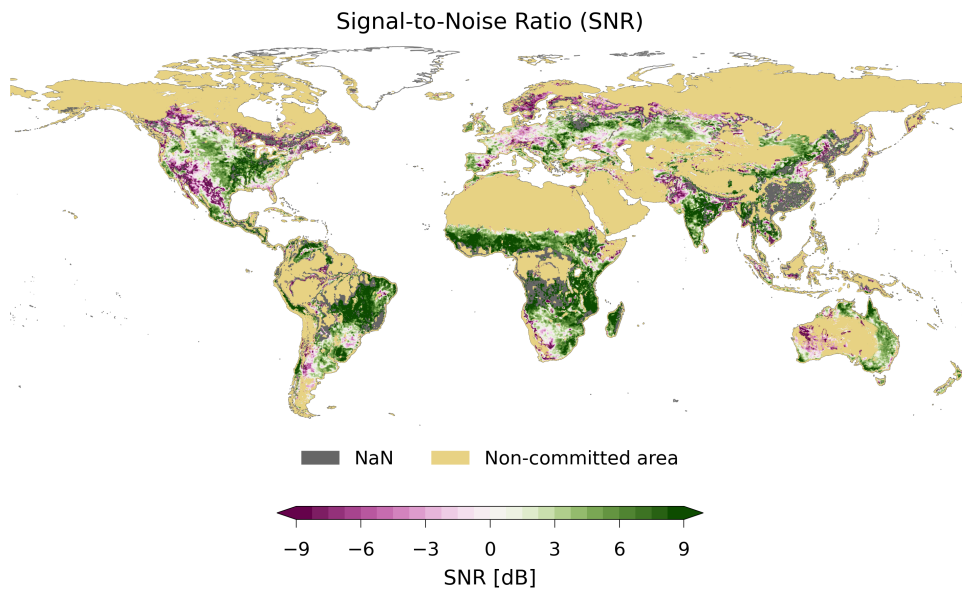 Signal-to-Noise Ratio (SNR)
NaN Non-committed area
−9 −6 −3 0 3 6 9
SNR [dB]